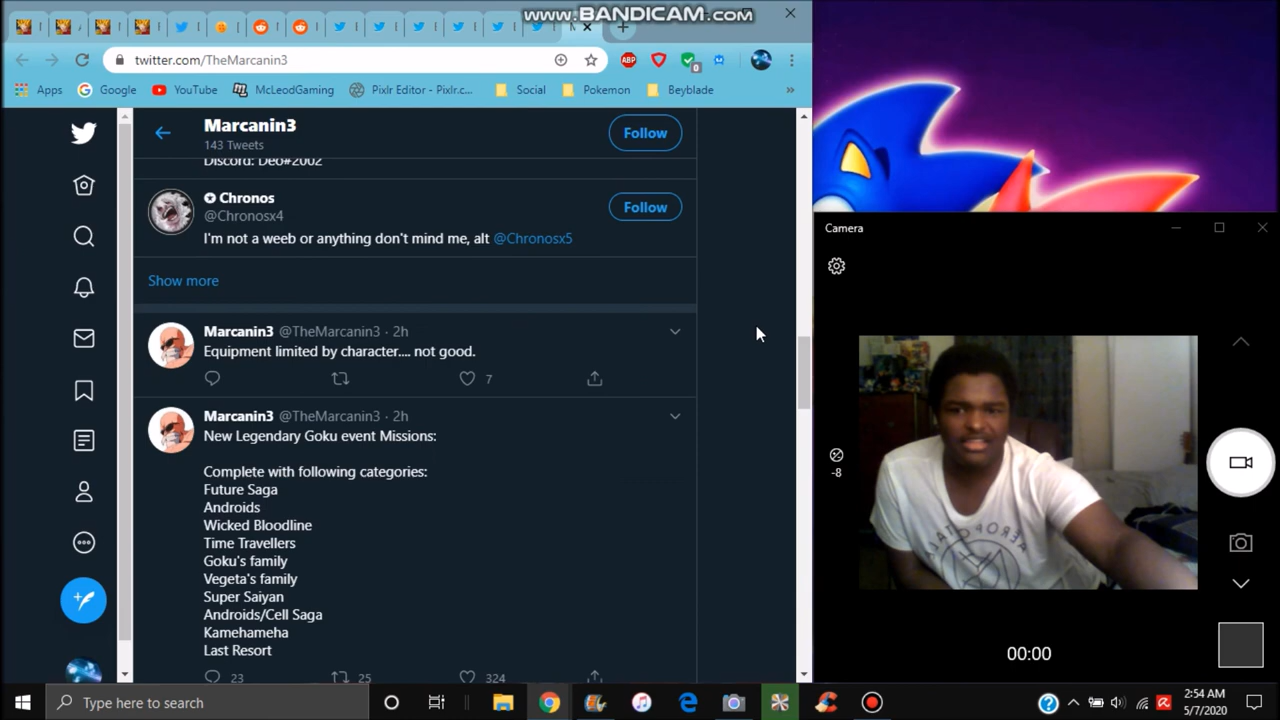 www.BANDICAM.com
twitter.com/TheMarcanin3
ABP
0
Apps
Google
YouTube
McLeodGaming
Pixlr Editor - Pixlr.c...
Social
Pokemon
Beyblade
»
Marcanin3
143 Tweets
Follow
Discord: Deo#2002
Chronos
@Chronosx4
Follow
I'm not a weeb or anything don't mind me, alt @Chronosx5
Show more
Marcanin3 @TheMarcanin3 · 2h
Equipment limited by character.... not good.
7
Marcanin3 @TheMarcanin3 · 2h
New Legendary Goku event Missions:
Complete with following categories:
Future Saga
Androids
Wicked Bloodline
Time Travellers
Goku's family
Vegeta's family
Super Saiyan
Androids/Cell Saga
Kamehameha
Last Resort
23 25 324
Camera
-8
AEROPOSTALE
00:00
Type here to search
2:54 AM
5/7/2020